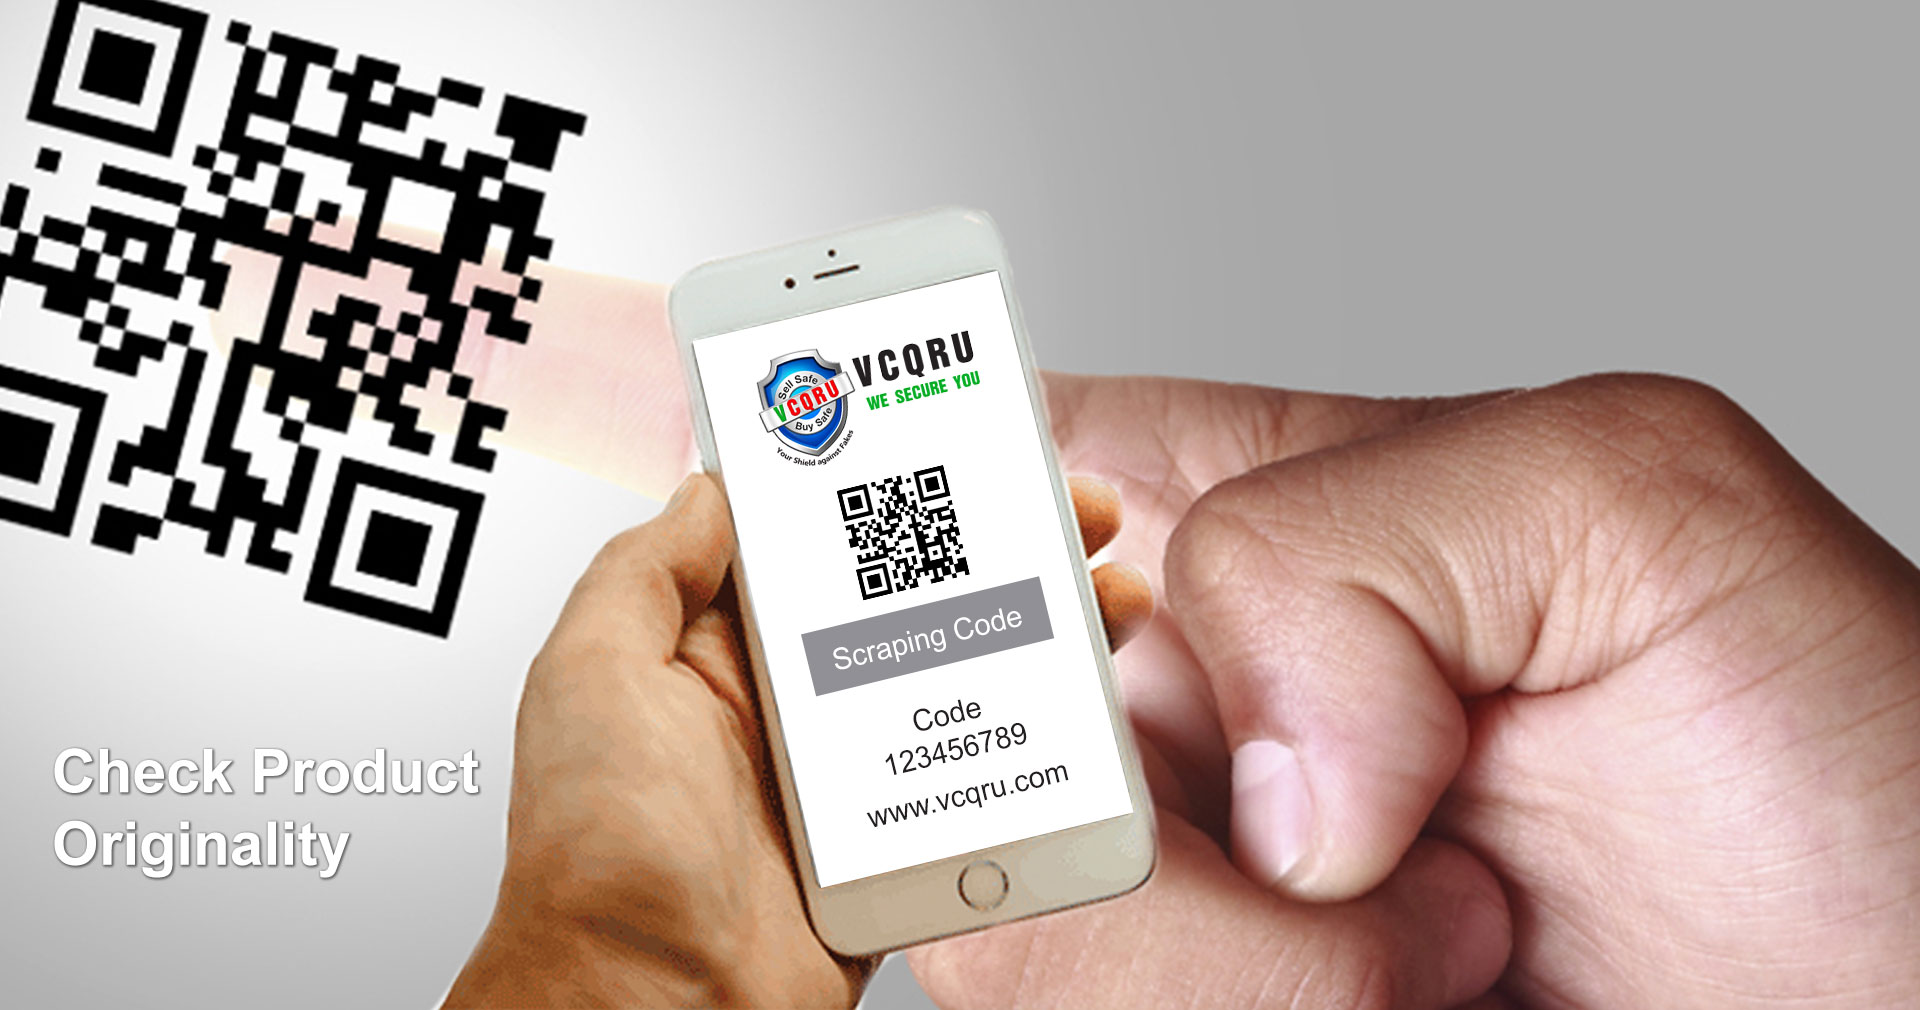 VCQRU
WE SECURE YOU
Sell Safe
VCQRU
Buy Safe
Your Shield against Fakes
Scraping Code
Code
123456789
www.vcqru.com
Check Product
Originality